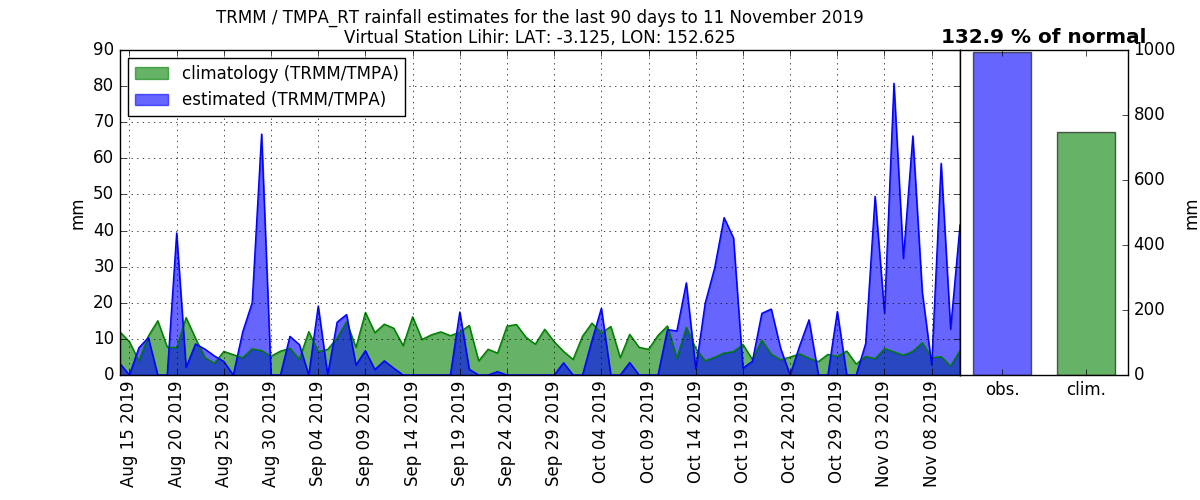 TRMM / TMPA_RT rainfall estimates for the last 90 days to 11 November 2019
Virtual Station Lihir: LAT: -3.125, LON: 152.625
132.9 % of normal
climatology (TRMM/TMPA)
estimated (TRMM/TMPA)
mm
90
80
70
60
50
40
30
20
10
0
Aug 15 2019
Aug 20 2019
Aug 25 2019
Aug 30 2019
Sep 04 2019
Sep 09 2019
Sep 14 2019
Sep 19 2019
Sep 24 2019
Sep 29 2019
Oct 04 2019
Oct 09 2019
Oct 14 2019
Oct 19 2019
Oct 24 2019
Oct 29 2019
Nov 03 2019
Nov 08 2019
1000
800
600
400
200
0
mm
obs.
clim.